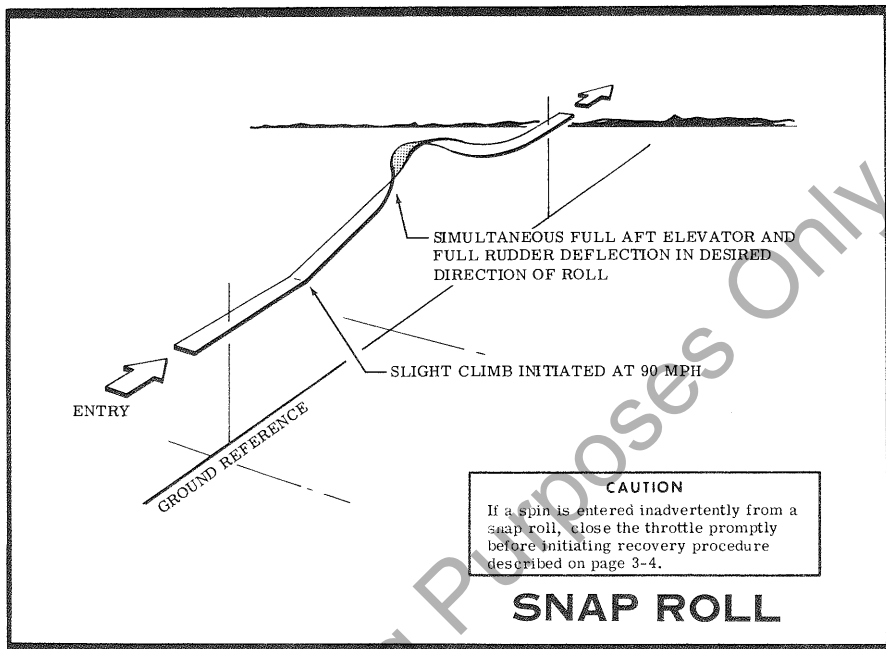 SIMULTANEOUS FULL AFT ELEVATOR AND
FULL RUDDER DEFLECTION IN DESIRED
DIRECTION OF ROLL
SLIGHT CLIMB INITIATED AT 90 MPH
ENTRY
GROUND REFERENCE
CAUTION
If a spin is entered inadvertently from a
snap roll, close the throttle promptly
before initiating recovery procedure
described on page 3-4.
SNAP ROLL
g Purposes Only